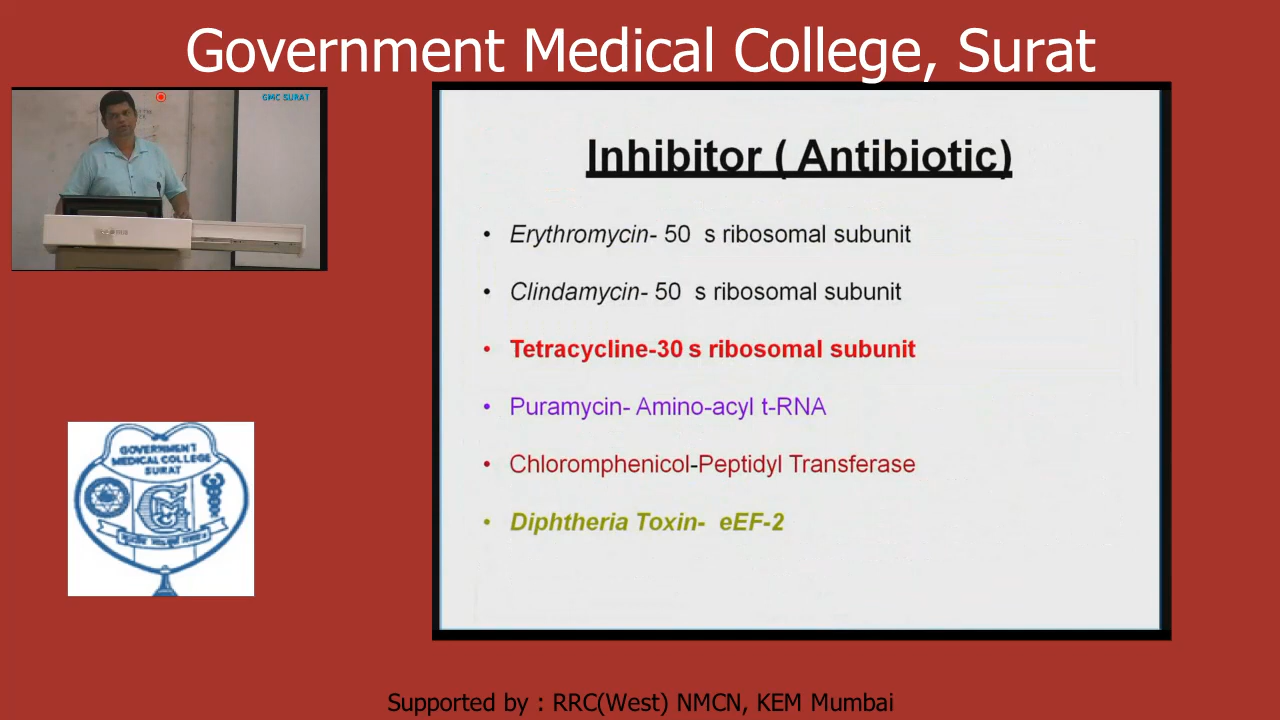 Government Medical College, Surat
GMC SURAT
Inhibitor ( Antibiotic)
• Erythromycin- 50 s ribosomal subunit
• Clindamycin- 50 s ribosomal subunit
• Tetracycline-30 s ribosomal subunit
• Puramycin- Amino-acyl t-RNA
• Chloromphenicol-Peptidyl Transferase
• Diphtheria Toxin- eEF-2
GOVERNMENT
MEDICAL COLLEGE
SURAT
Supported by : RRC(West) NMCN, KEM Mumbai